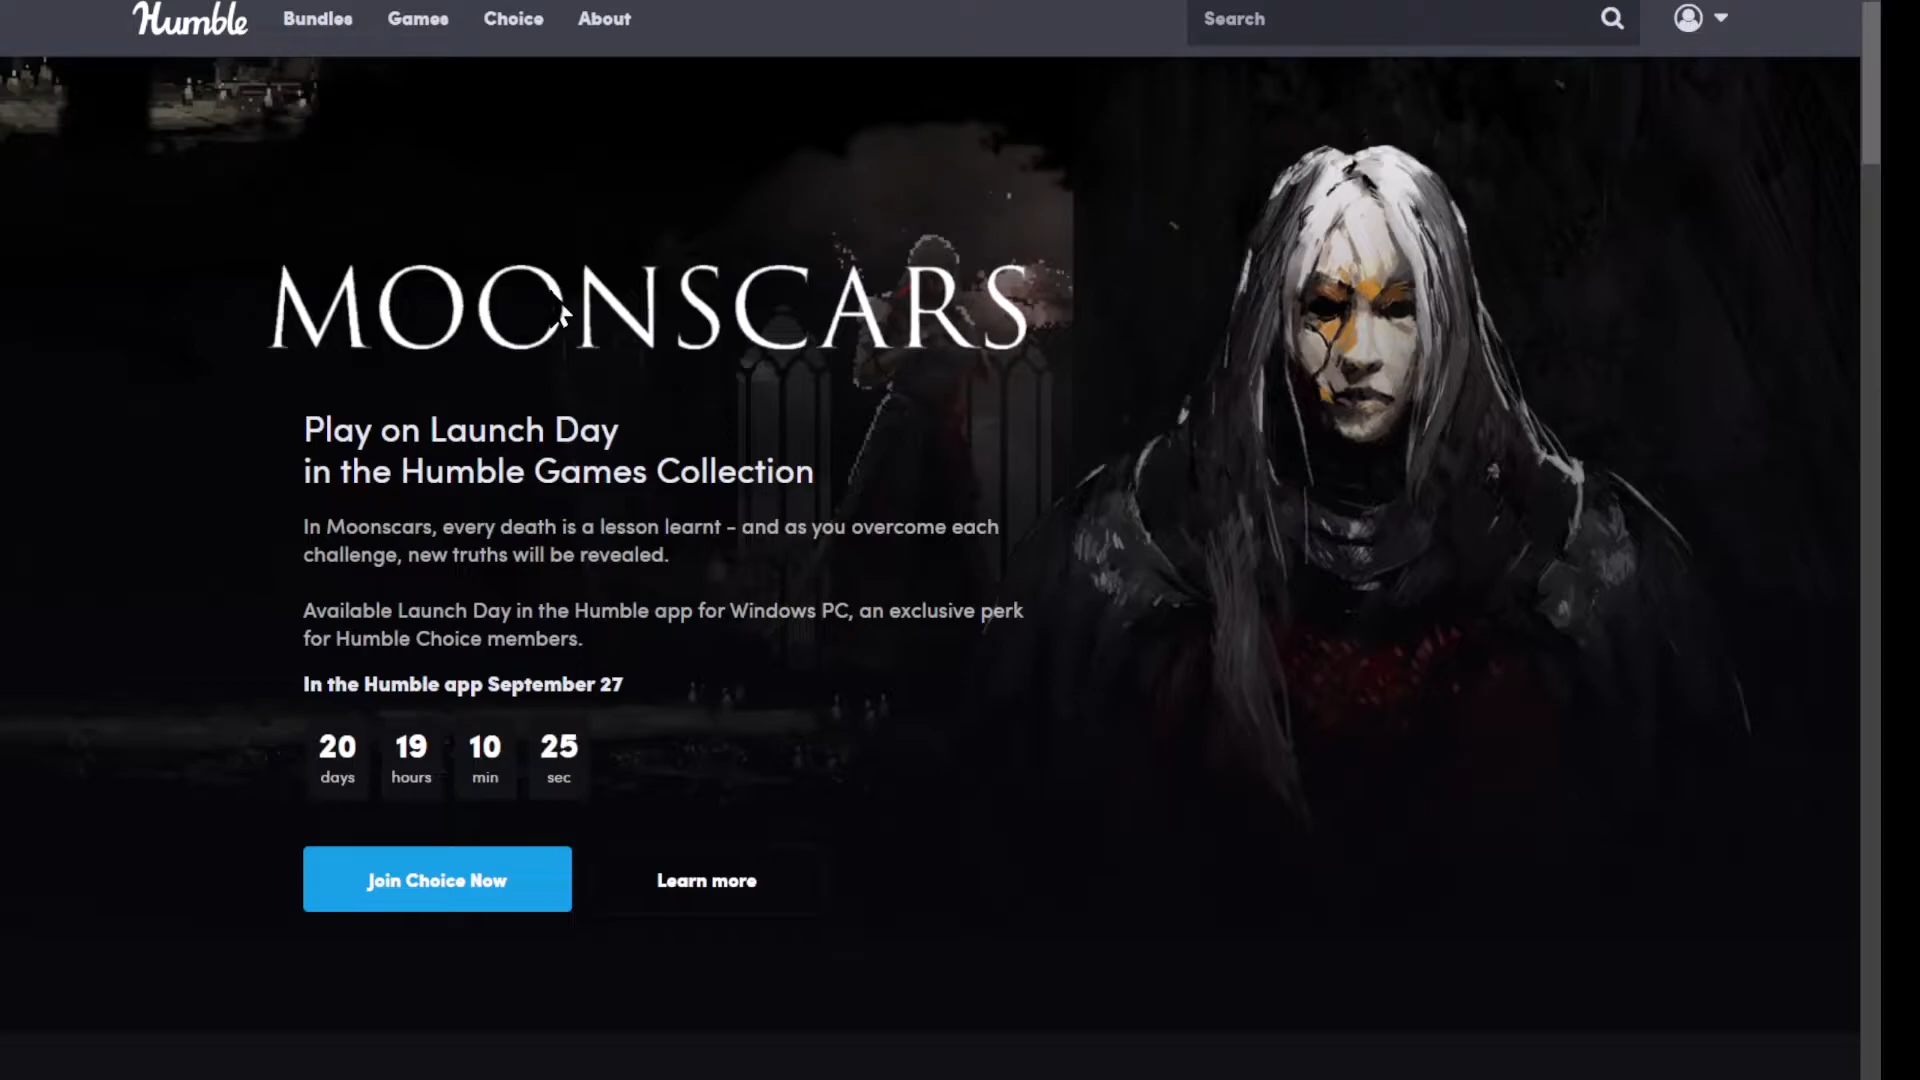 Humble
Bundles
Games
Choice
About
Search
MOONSCARS
Play on Launch Day
in the Humble Games Collection
In Moonscars, every death is a lesson learnt - and as you overcome each
challenge, new truths will be revealed.
Available Launch Day in the Humble app for Windows PC, an exclusive perk
for Humble Choice members.
In the Humble app September 27
20 19 10 25
days hours min sec
Join Choice Now
Learn more